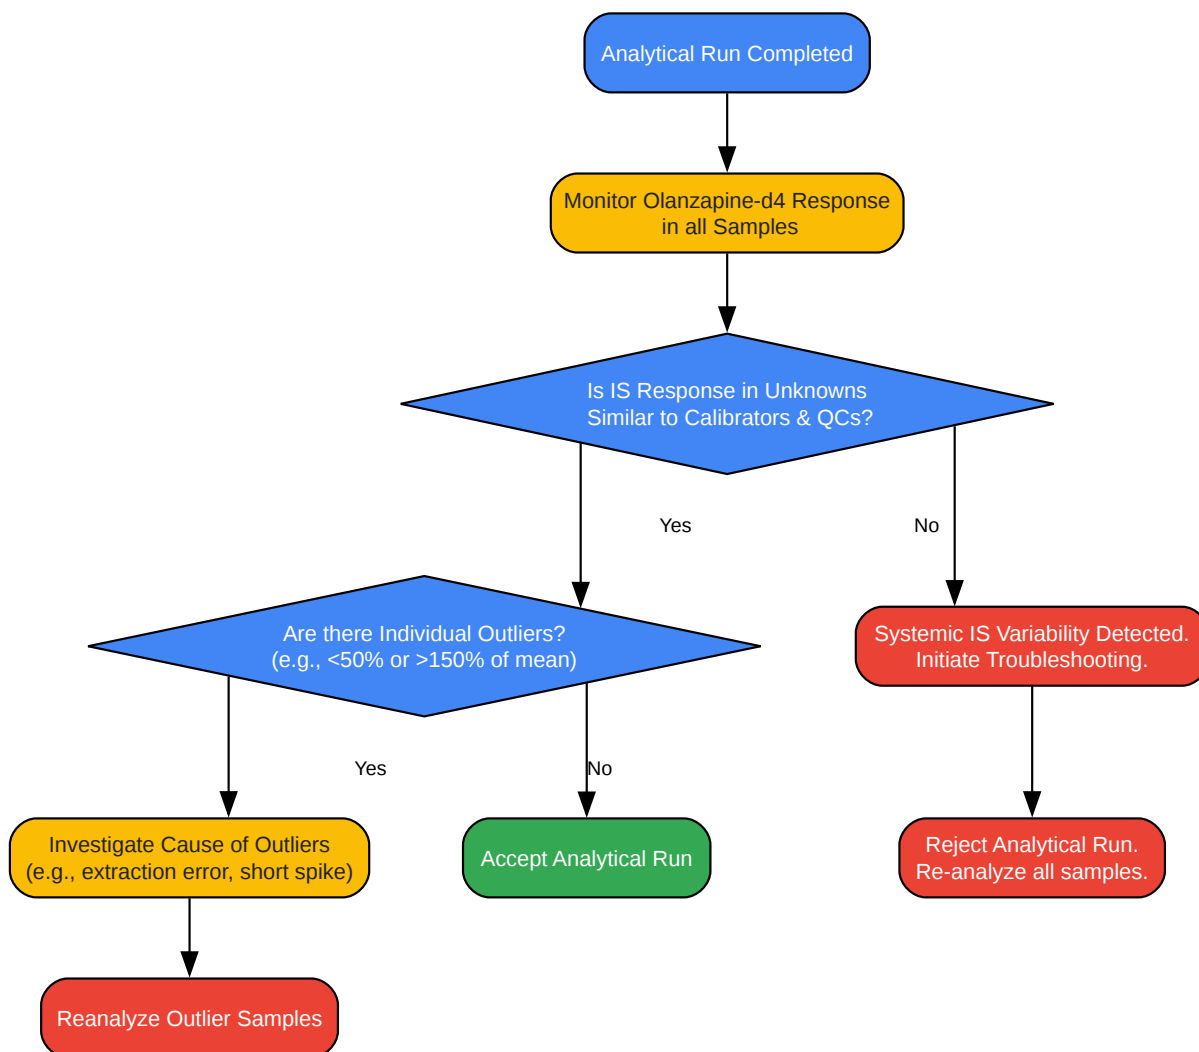 Analytical Run Completed
Monitor Olanzapine-d4 Response
in all Samples
Is IS Response in Unknowns
Similar to Calibrators & QCs?
Yes
No
Are there Individual Outliers?
(e.g., <50% or >150% of mean)
Systemic IS Variability Detected.
Initiate Troubleshooting.
Yes
No
Investigate Cause of Outliers
(e.g., extraction error, short spike)
Accept Analytical Run
Reject Analytical Run.
Re-analyze all samples.
Reanalyze Outlier Samples